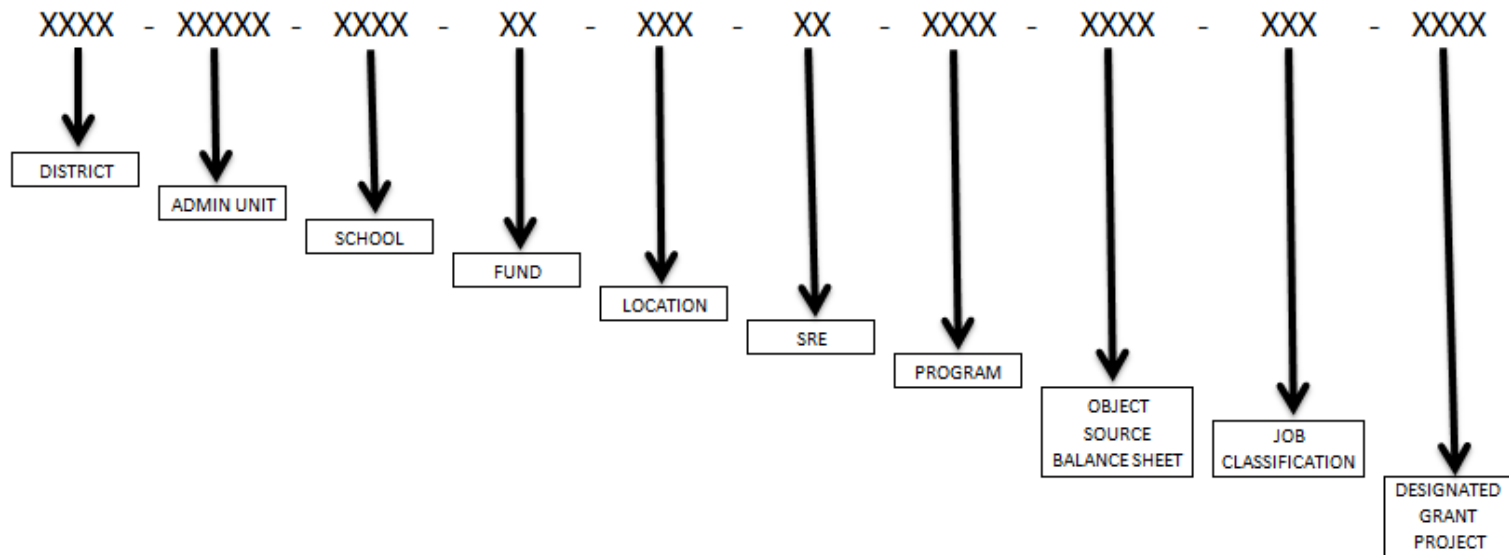 XXXX - XXXXX - XXXX - XX - XXX - XX - XXXX - XXXX - XXX - XXXX
DISTRICT
ADMIN UNIT
SCHOOL
FUND
LOCATION
SRE
PROGRAM
OBJECT
SOURCE
BALANCE SHEET
JOB
CLASSIFICATION
DESIGNATED
GRANT
PROJECT